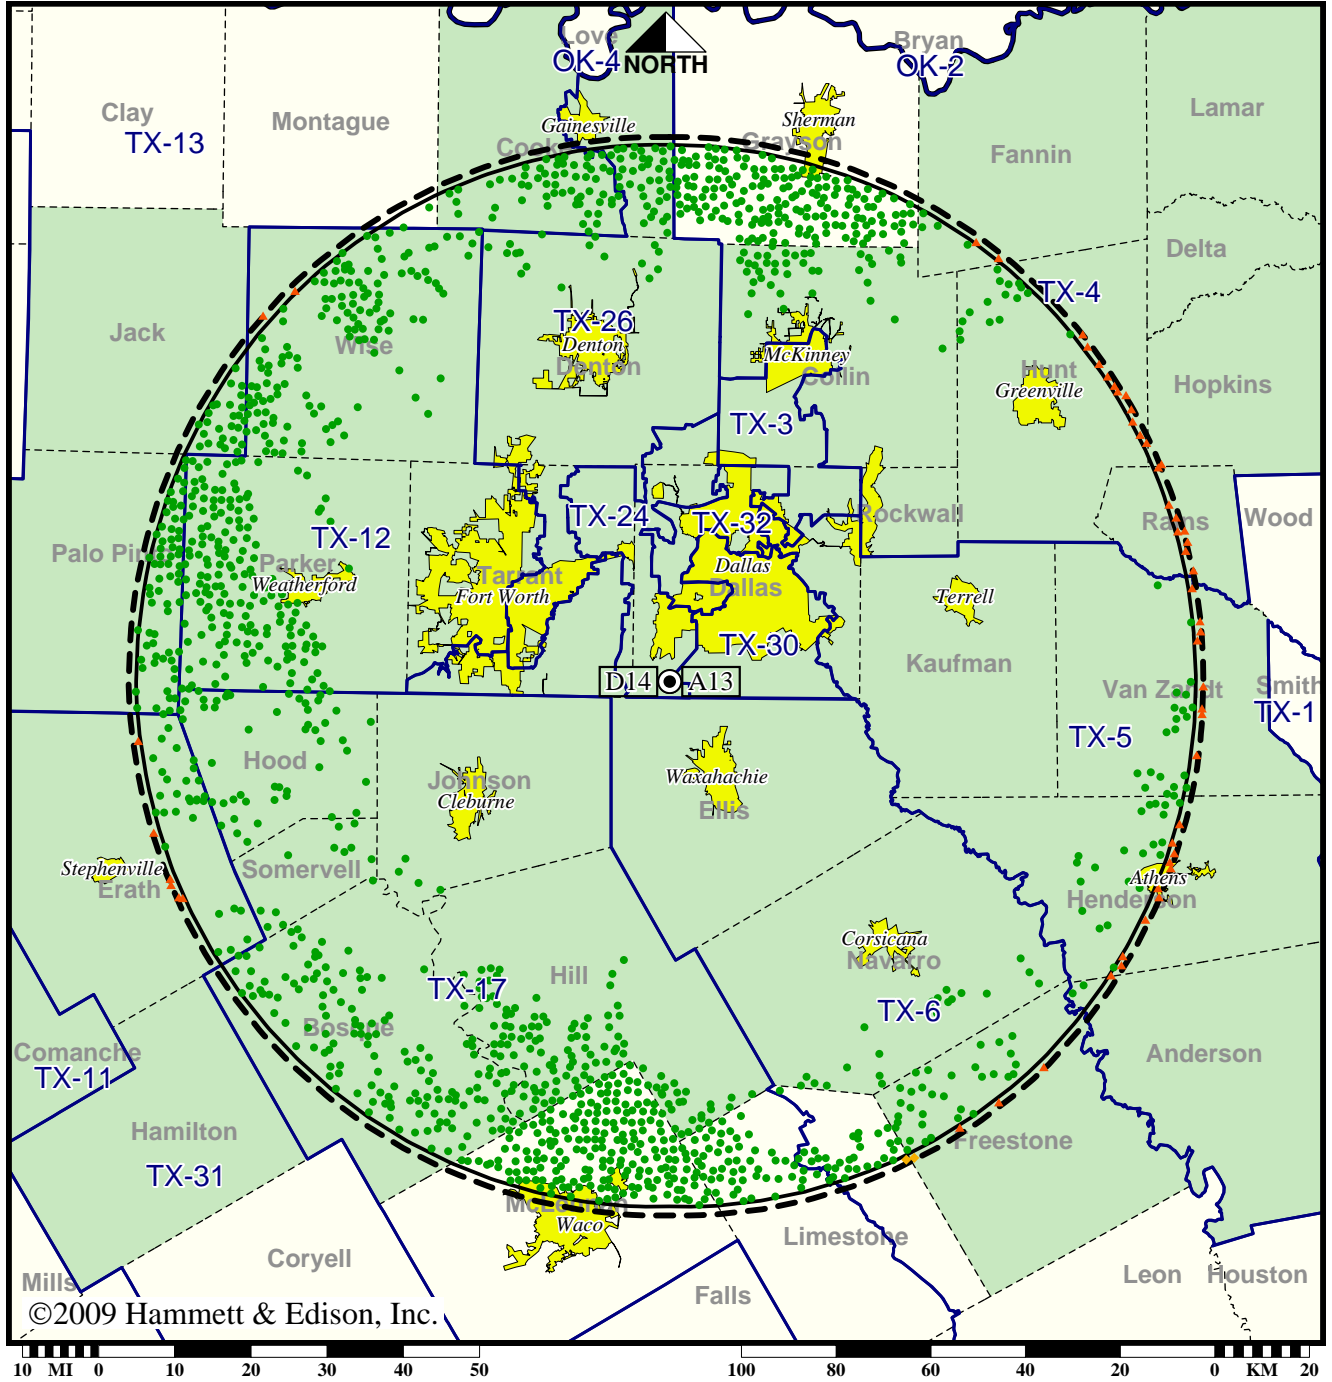 Love
OK-4
NORTH
Bryan
OK-2
Clay
TX-13
Montague
Gainesville
Cooke
Sherman
Grayson
Lamar
Fannin
Delta
TX-4
Jack
Wise
TX-26
Denton
Denton
McKinney
Collin
Hunt
Greenville
Hopkins
TX-3
Palo Pinto
TX-12
Parker
Weatherford
Tarrant
Fort Worth
TX-24
TX-32
Dallas
Dallas
Rockwall
Rains
Wood
Terrell
TX-30
Kaufman
D14
A13
Van Zandt
Smith
TX-1
TX-5
Hood
Johnson
Cleburne
Waxahachie
Ellis
Stephenville
Erath
Somervell
Athens
Henderson
Corsicana
Navarro
Hill
TX-17
TX-6
Bosque
Comanche
TX-11
Anderson
Hamilton
TX-31
Freestone
McLennan
Waco
Limestone
Coryell
Mills
Falls
Leon
Houston
©2009 Hammett & Edison, Inc.
10 MI 0 10 20 30 40 50
100 80 60 40 20 0 KM 20